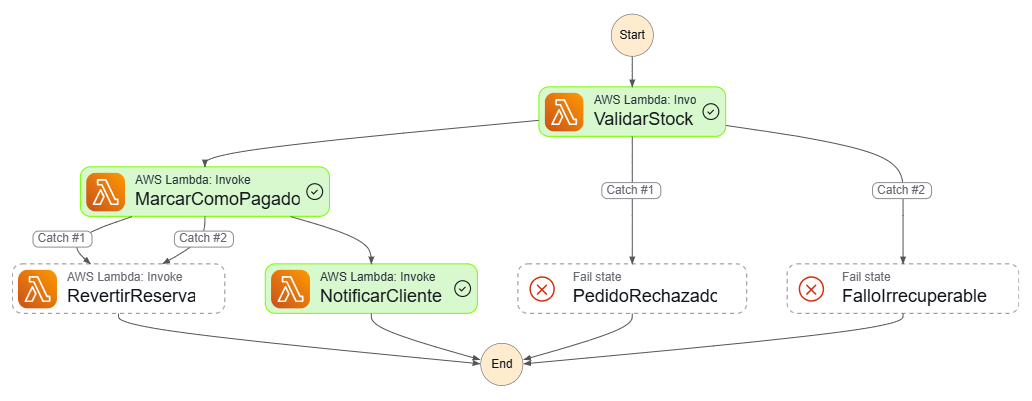 Start
AWS Lambda: Invo
ValidarStock
Catch #1
Catch #2
AWS Lambda: Invoke
MarcarComoPagado
Catch #1
Catch #2
AWS Lambda: Invoke
RevertirReserva
AWS Lambda: Invoke
NotificarCliente
Fail state
PedidoRechazado
Fail state
FalloIrrecuperable
End